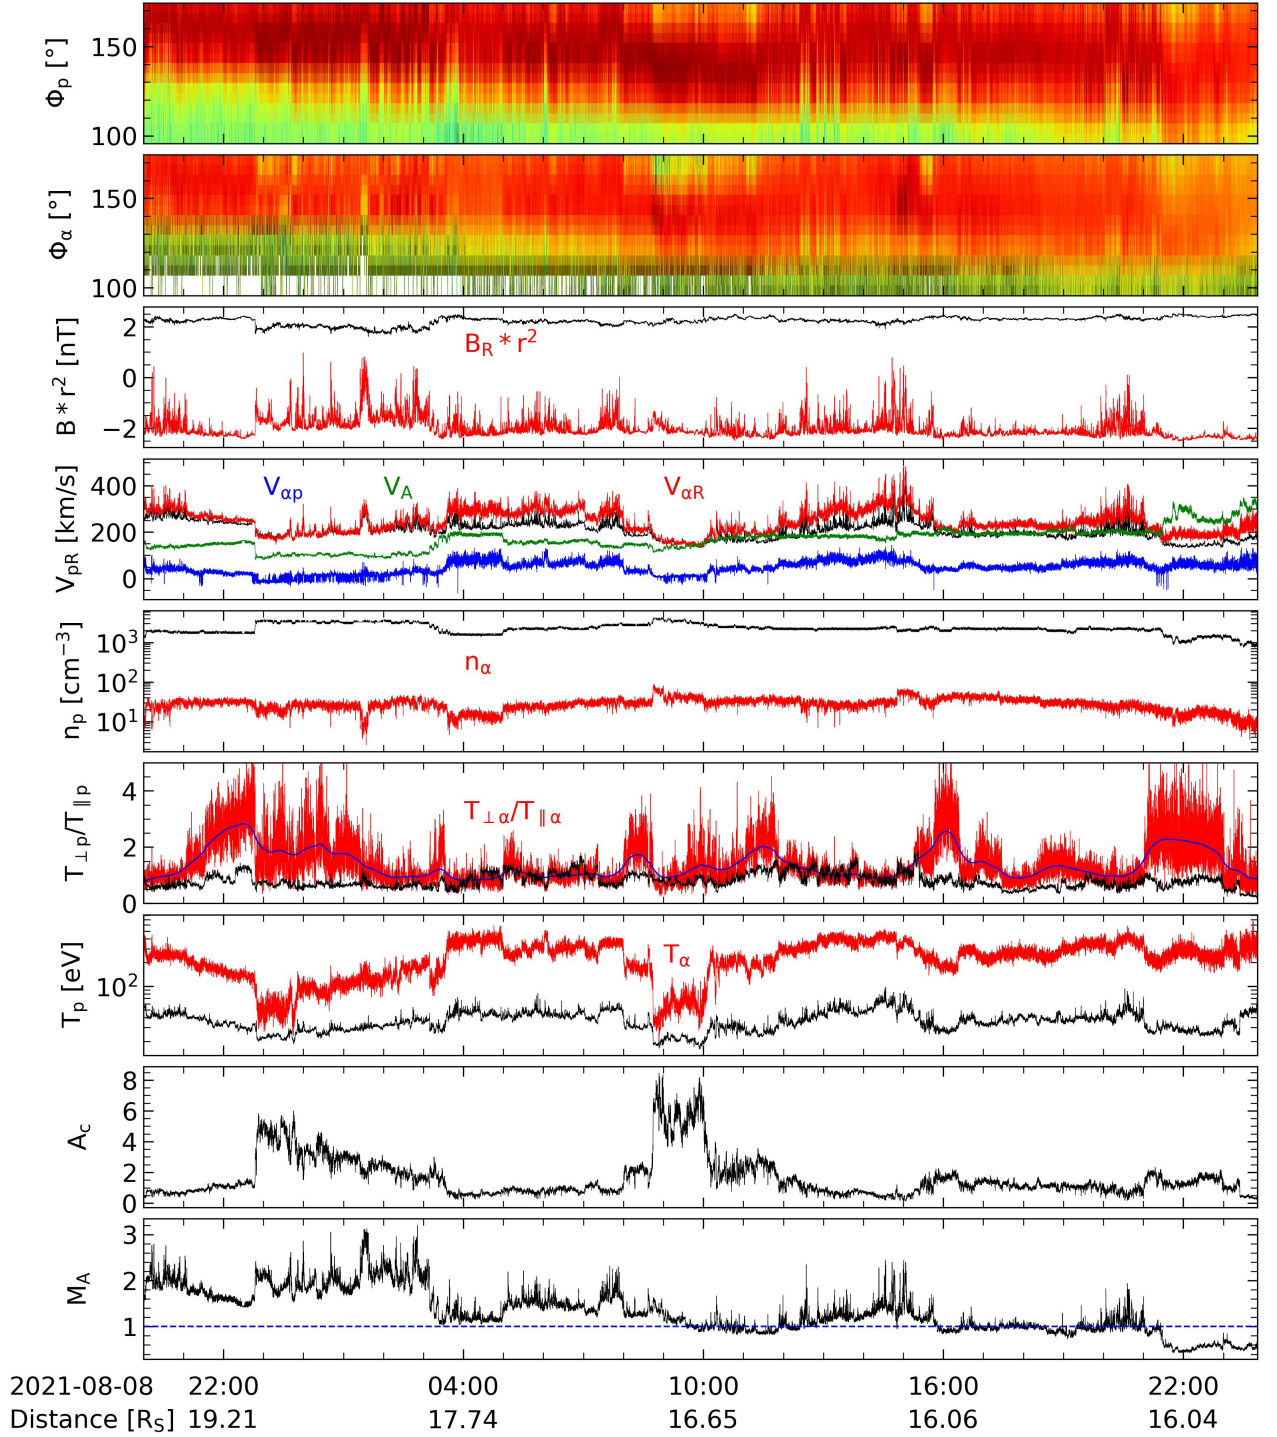 Φp [°]
150
100
Φα [°]
150
100
B * r² [nT]
2
0
−2
BR * r²
VpR [km/s]
400
200
0
Vαp
VA
VαR
np [cm⁻³]
10³
10²
10¹
nα
T⊥p/T∥p
4
2
0
T⊥α/T∥α
Tp [eV]
10²
Tα
Ac
8
6
4
2
0
MA
3
2
1
2021-08-08 22:00 04:00 10:00 16:00 22:00
Distance [RS] 19.21 17.74 16.65 16.06 16.04